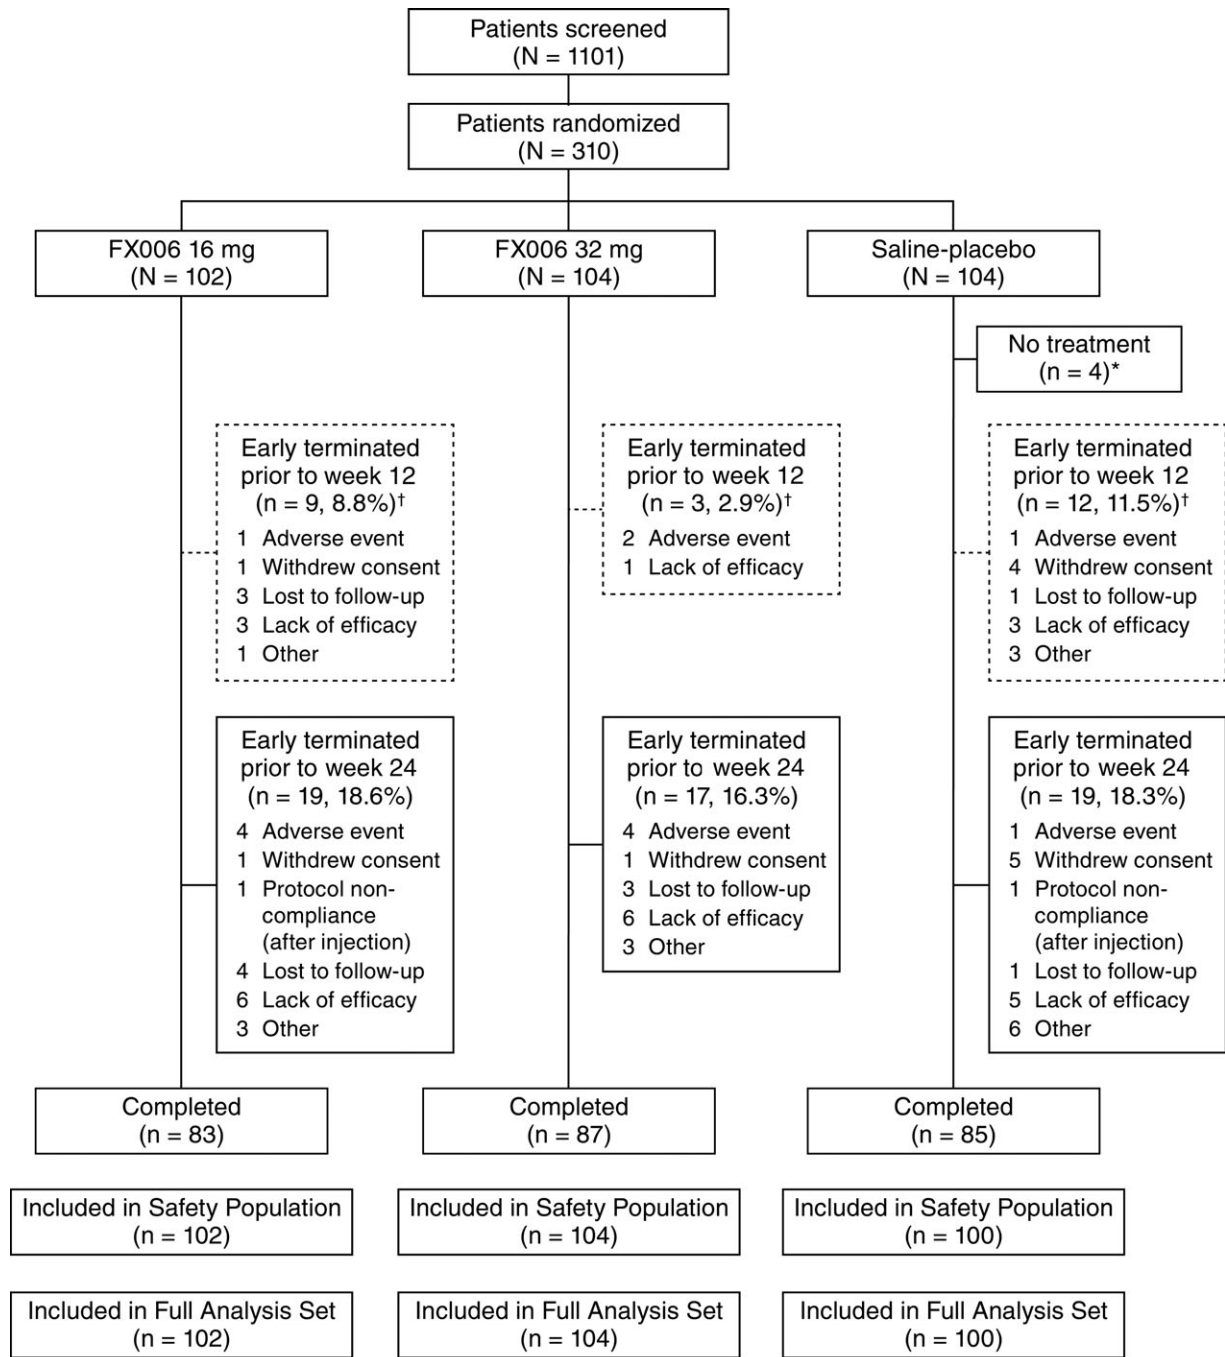 Patients screened
(N = 1101)
Patients randomized
(N = 310)
FX006 16 mg
(N = 102)
FX006 32 mg
(N = 104)
Saline-placebo
(N = 104)
No treatment
(n = 4)*
Early terminated
prior to week 12
(n = 9, 8.8%)†
1 Adverse event
1 Withdrew consent
3 Lost to follow-up
3 Lack of efficacy
1 Other
Early terminated
prior to week 12
(n = 3, 2.9%)†
2 Adverse event
1 Lack of efficacy
Early terminated
prior to week 12
(n = 12, 11.5%)†
1 Adverse event
4 Withdrew consent
1 Lost to follow-up
3 Lack of efficacy
3 Other
Early terminated
prior to week 24
(n = 19, 18.6%)
4 Adverse event
1 Withdrew consent
1 Protocol non-
compliance
(after injection)
4 Lost to follow-up
6 Lack of efficacy
3 Other
Early terminated
prior to week 24
(n = 17, 16.3%)
4 Adverse event
1 Withdrew consent
3 Lost to follow-up
6 Lack of efficacy
3 Other
Early terminated
prior to week 24
(n = 19, 18.3%)
1 Adverse event
5 Withdrew consent
1 Protocol non-
compliance
(after injection)
1 Lost to follow-up
5 Lack of efficacy
6 Other
Completed
(n = 83)
Completed
(n = 87)
Completed
(n = 85)
Included in Safety Population
(n = 102)
Included in Safety Population
(n = 104)
Included in Safety Population
(n = 100)
Included in Full Analysis Set
(n = 102)
Included in Full Analysis Set
(n = 104)
Included in Full Analysis Set
(n = 100)